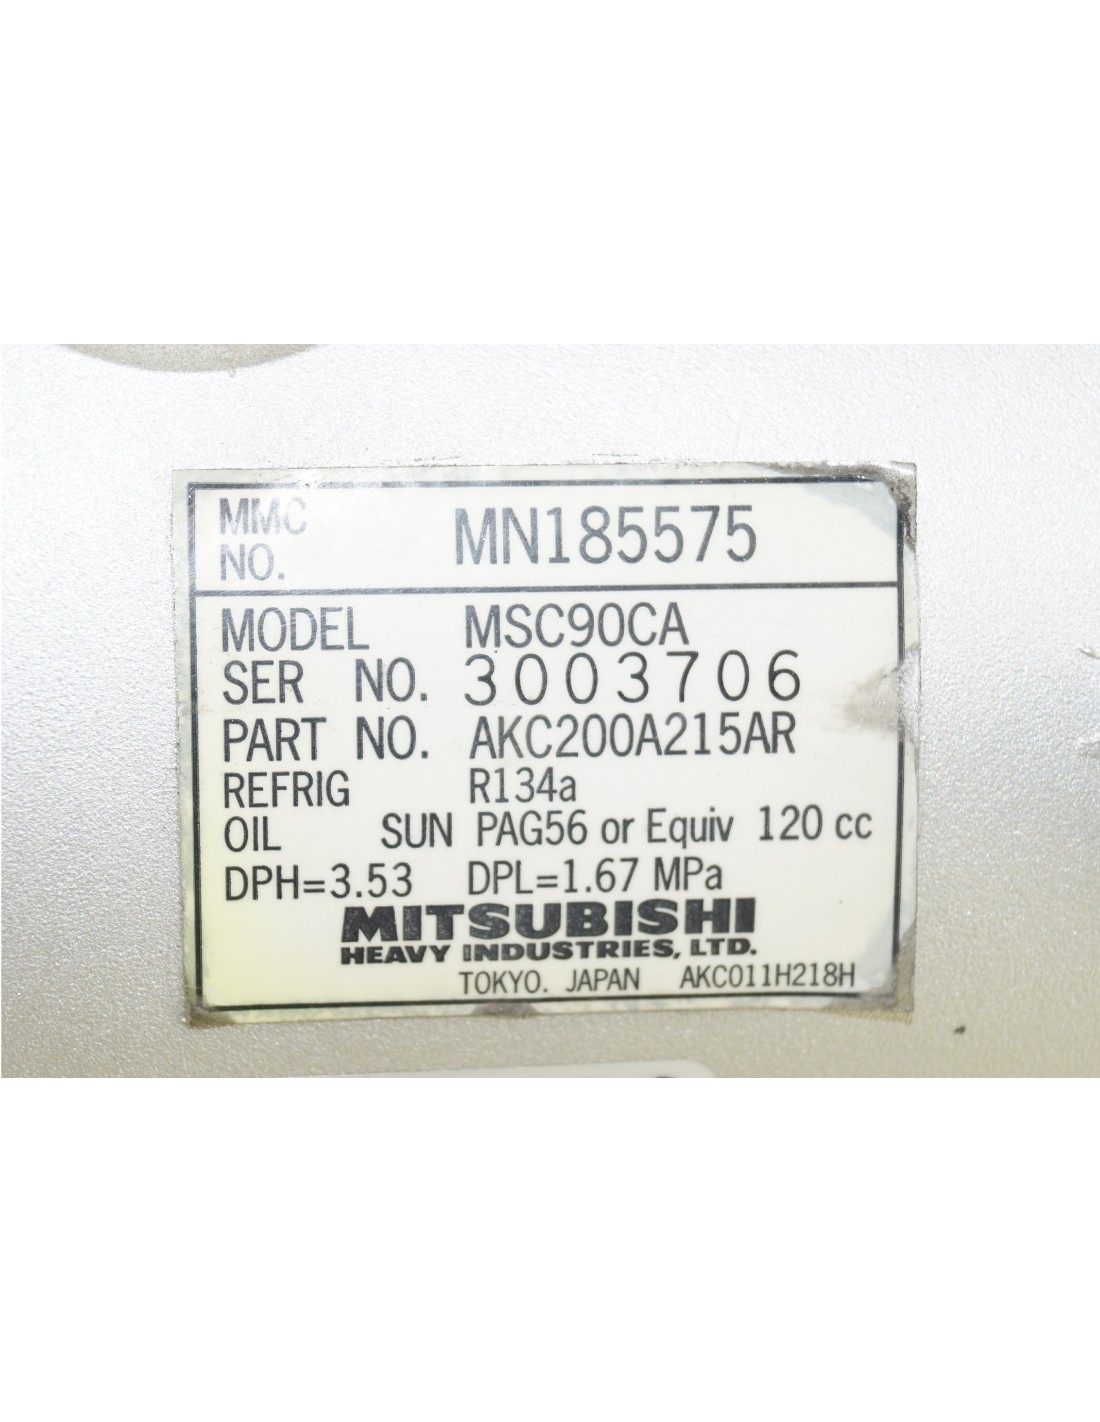 MMC NO. MN185575
MODEL MSC90CA
SER NO. 3003706
PART NO. AKC200A215AR
REFRIG R134a
OIL SUN PAG56 or Equiv 120 cc
DPH=3.53 DPL=1.67 MPa
MITSUBISHI
HEAVY INDUSTRIES, LTD.
TOKYO. JAPAN AKC011H218H